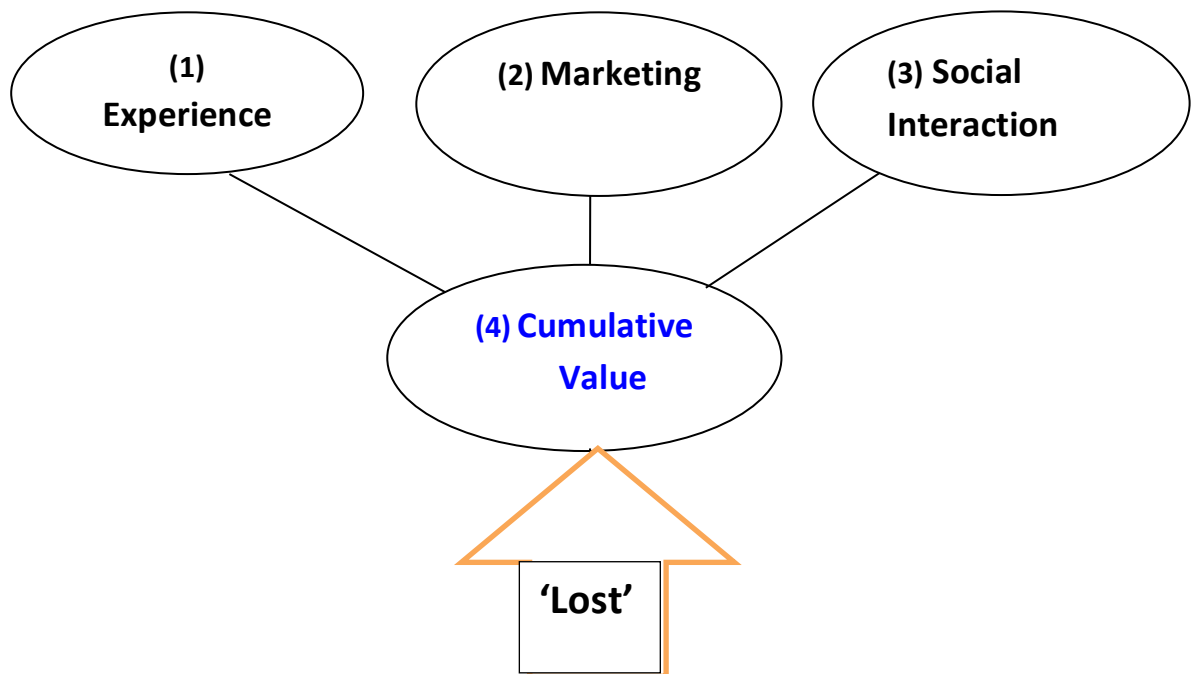 (1)
Experience
(2) Marketing
(3) Social
Interaction
(4) Cumulative
Value
‘Lost’